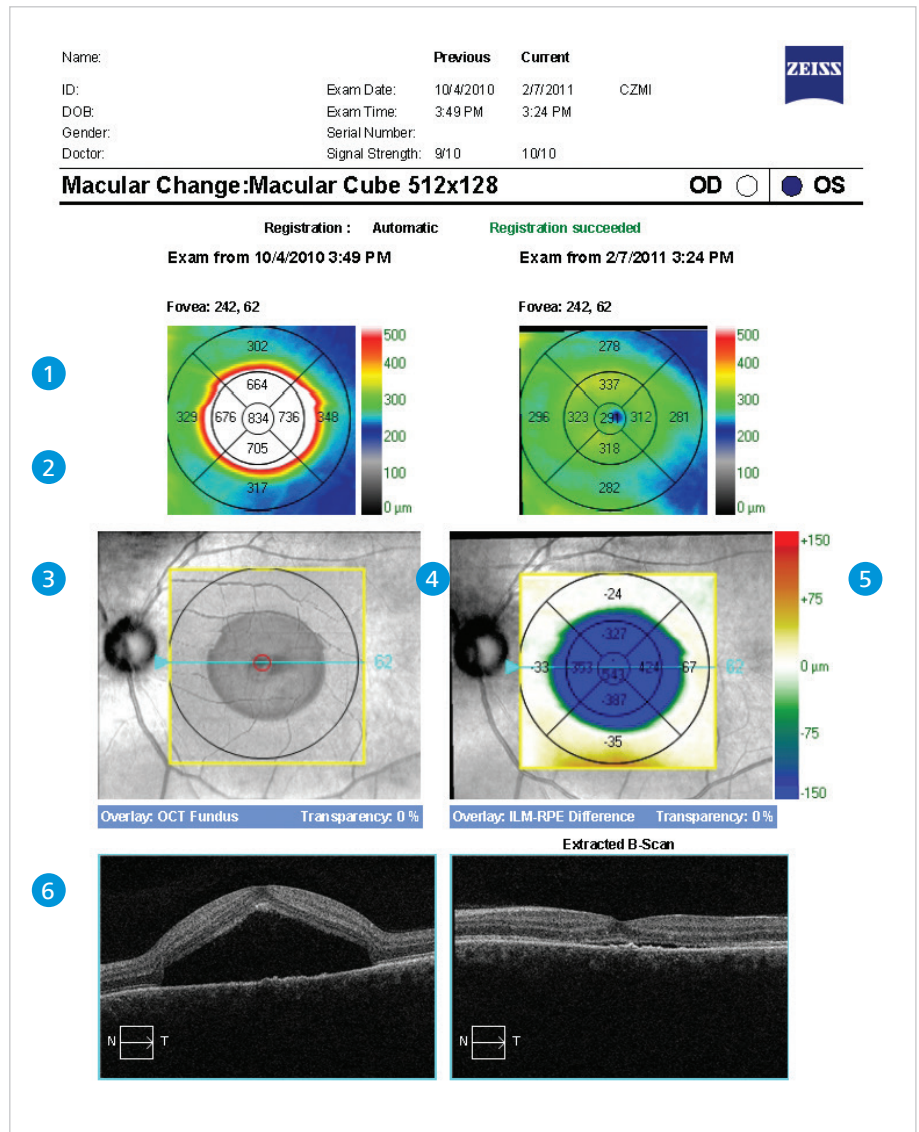 Name: Previous Current
ZEISS
ID: Exam Date: 10/4/2010 2/7/2011 CZMI
DOB: Exam Time: 3:49 PM 3:24 PM
Gender: Serial Number:
Doctor: Signal Strength: 9/10 10/10
Macular Change:Macular Cube 512x128 OD OS
Registration : Automatic Registration succeeded
Exam from 10/4/2010 3:49 PM Exam from 2/7/2011 3:24 PM
Fovea: 242, 62 Fovea: 242, 62
1
302
664
329 676 834 736 348
705
317
500
400
300
200
100
0 µm
278
337
296 323 291 312 281
318
282
500
400
300
200
100
0 µm
2
3
62
4
-24
-327
-33 -353 -543 -424 -67 62
-387
-35
+150
+75
0 µm
-75
-150
5
Overlay: OCT Fundus Transparency: 0 % Overlay: ILM-RPE Difference Transparency: 0 %
Extracted B-Scan
6
N T N T